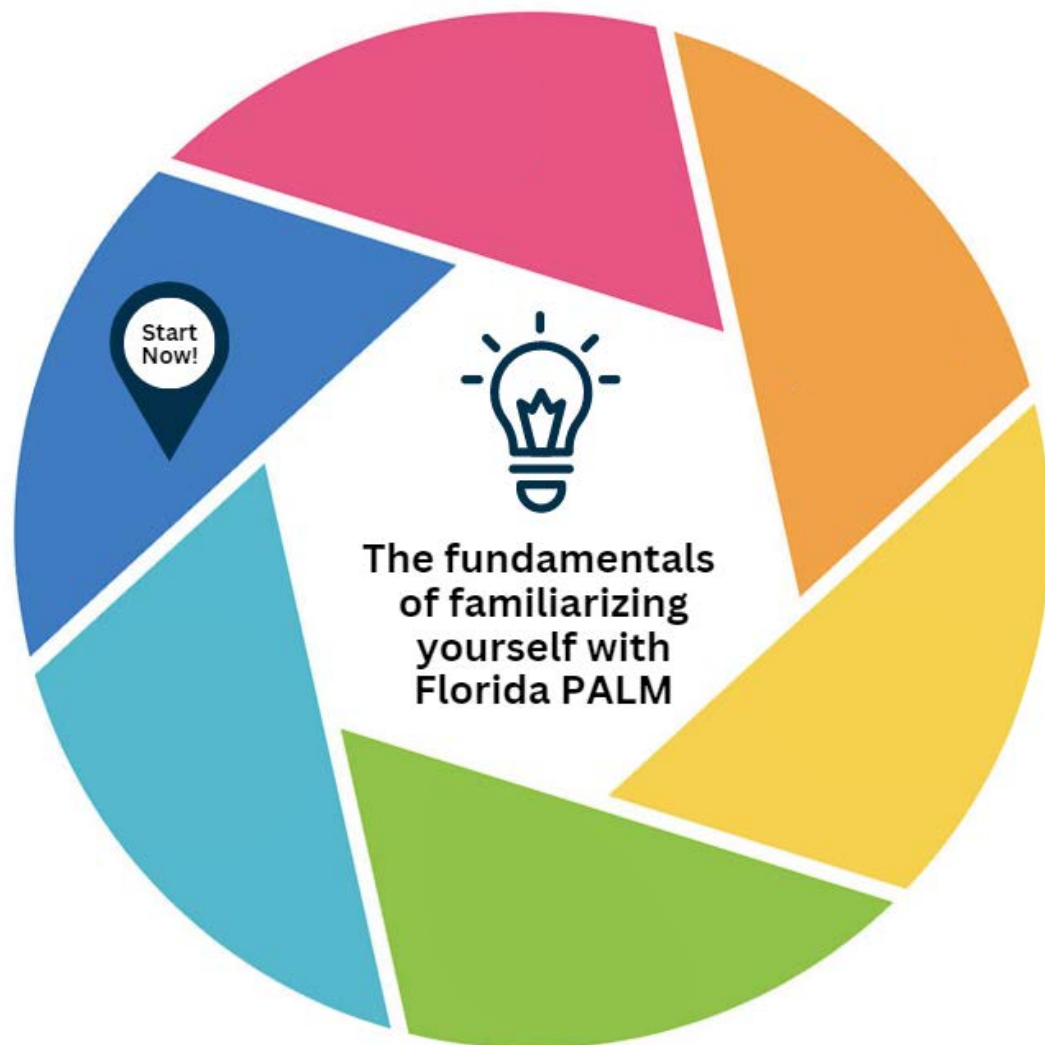 Start
Now!
The fundamentals
of familiarizing
yourself with
Florida PALM